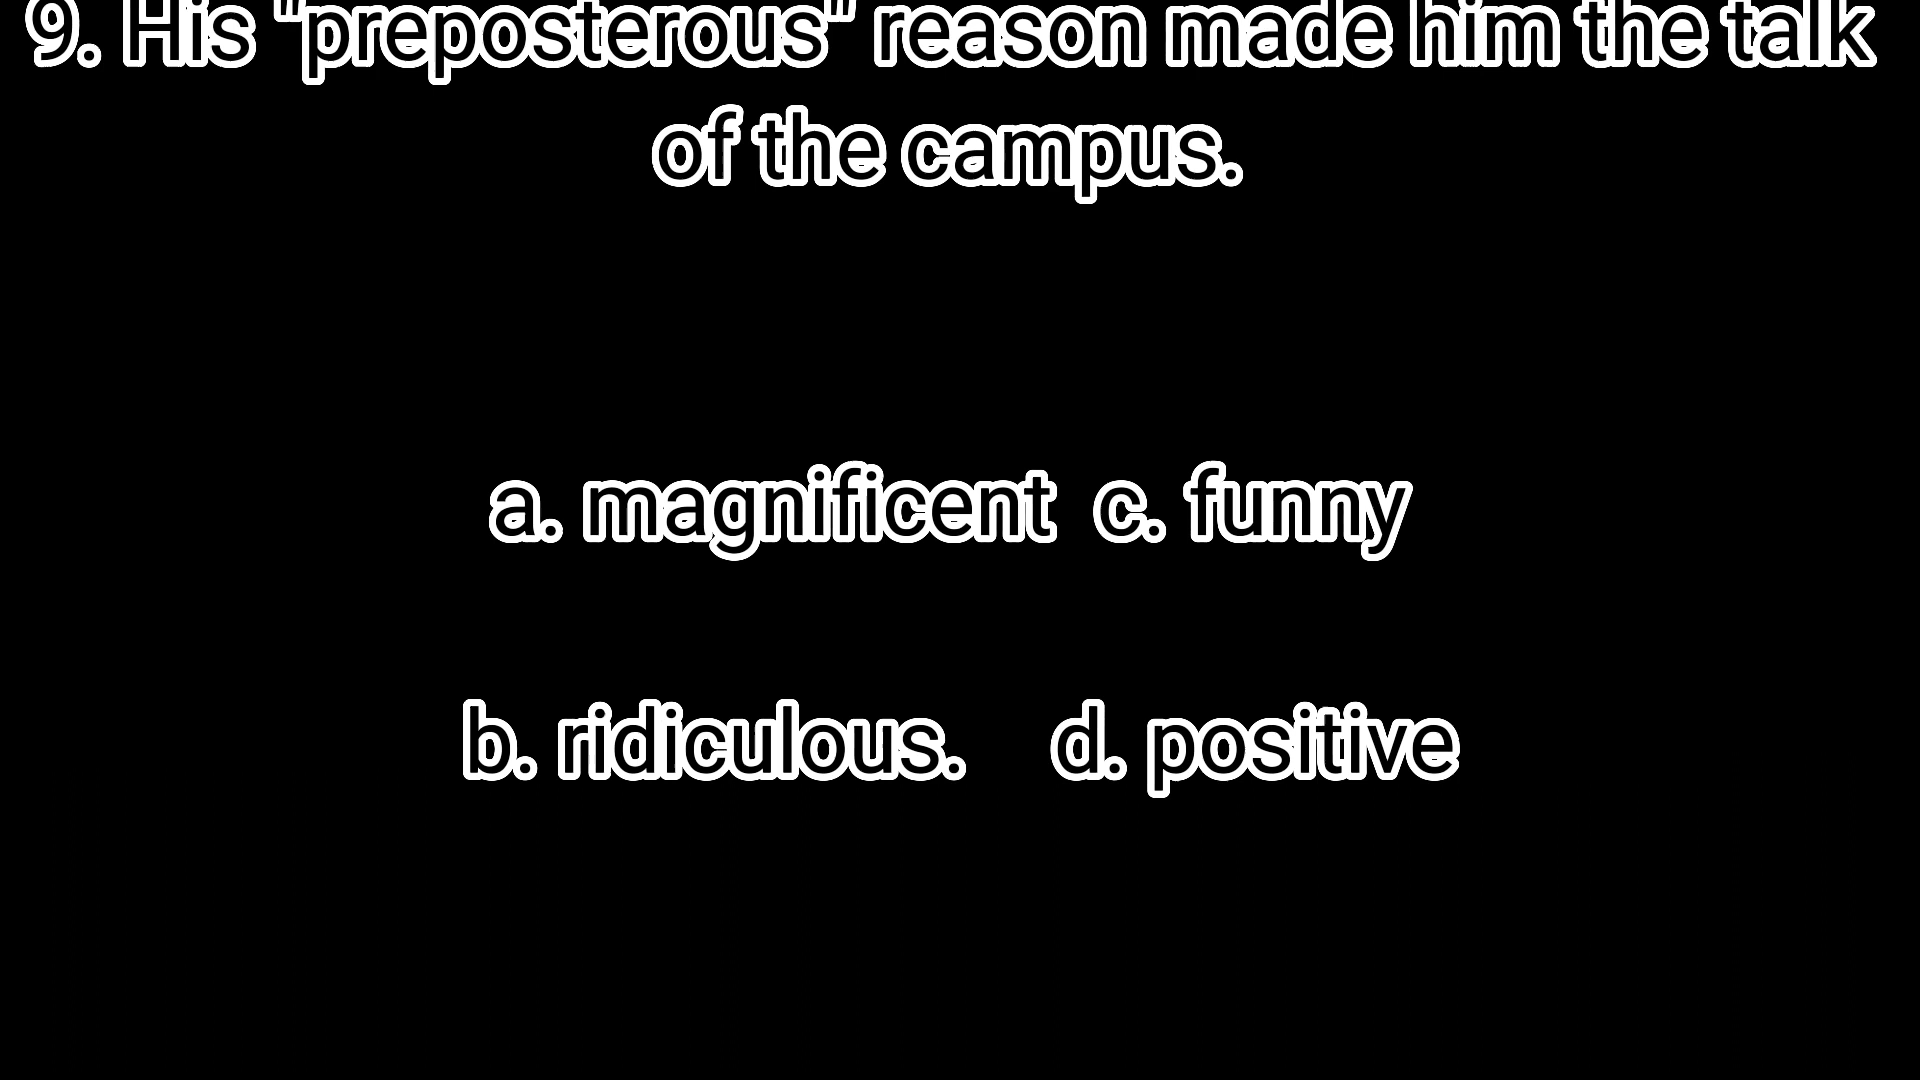 9. His "preposterous" reason made him the talk
of the campus.
a. magnificent  c. funny
b. ridiculous.    d. positive